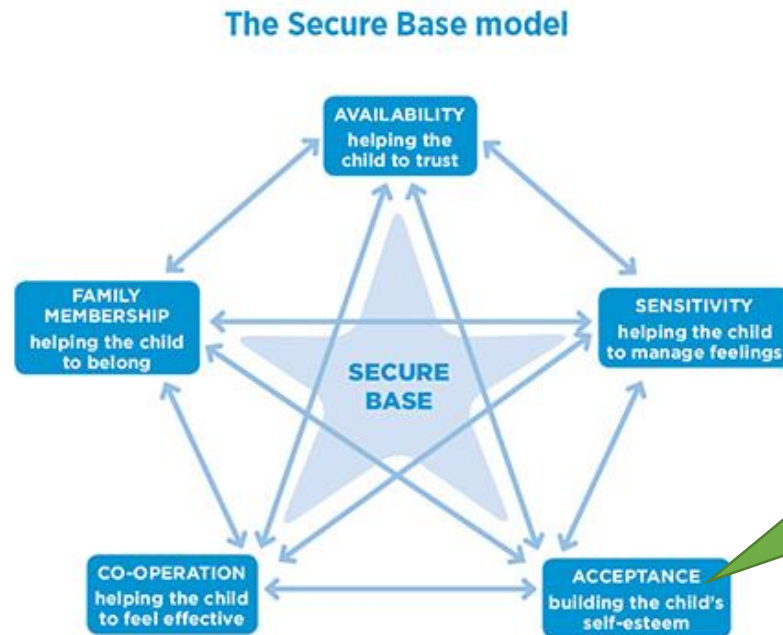 The Secure Base model
AVAILABILITY
helping the
child to trust
FAMILY
MEMBERSHIP
helping the child
to belong
SENSITIVITY
helping the child
to manage feelings
SECURE
BASE
CO-OPERATION
helping the child
to feel effective
ACCEPTANCE
building the child's
self-esteem